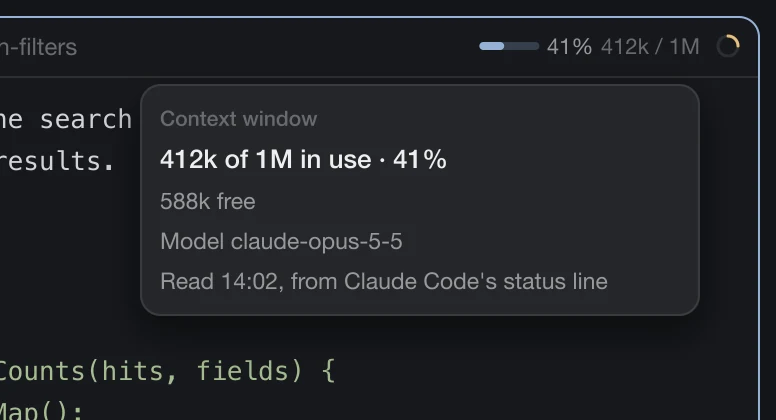 n-filters
41% 412k / 1M
he search
results.
Context window
412k of 1M in use · 41%
588k free
Model claude-opus-5-5
Read 14:02, from Claude Code's status line
Counts(hits, fields) {
Map();